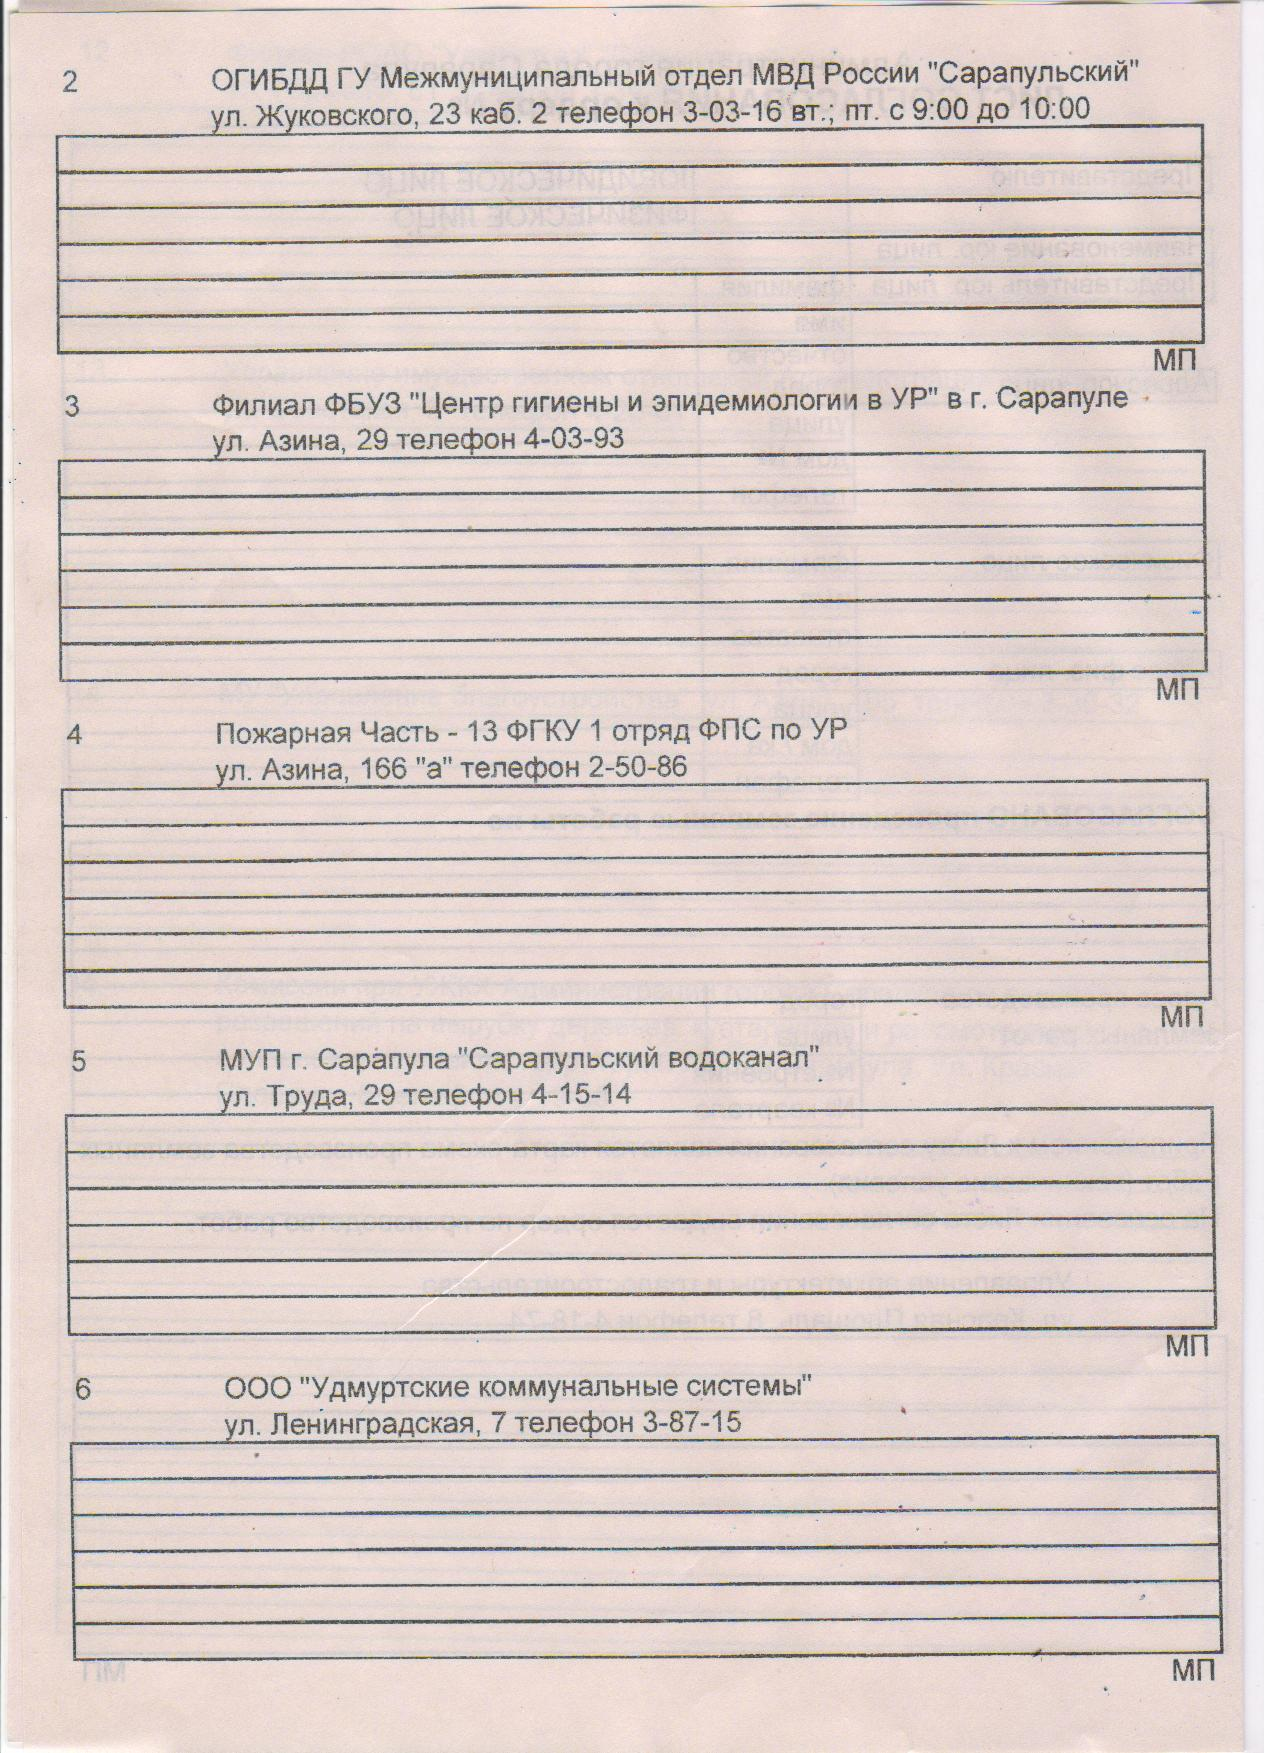 2 ОГИБДД ГУ Межмуниципальный отдел МВД России "Сарапульский"
ул. Жуковского, 23 каб. 2 телефон 3-03-16 вт.; пт. с 9:00 до 10:00
МП
3 Филиал ФБУЗ "Центр гигиены и эпидемиологии в УР" в г. Сарапуле
ул. Азина, 29 телефон 4-03-93
МП
4 Пожарная Часть - 13 ФГКУ 1 отряд ФПС по УР
ул. Азина, 166 "а" телефон 2-50-86
МП
5 МУП г. Сарапула "Сарапульский водоканал"
ул. Труда, 29 телефон 4-15-14
МП
6 ООО "Удмуртские коммунальные системы"
ул. Ленинградская, 7 телефон 3-87-15
МП